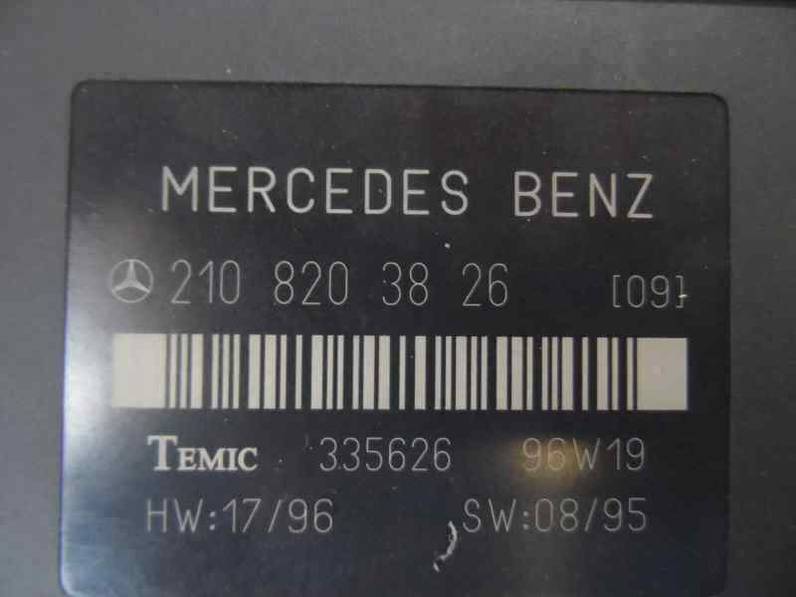 MERCEDES BENZ
210 820 38 26 [09]
TEMIC 335626 96W19
HW:17/96 SW:08/95